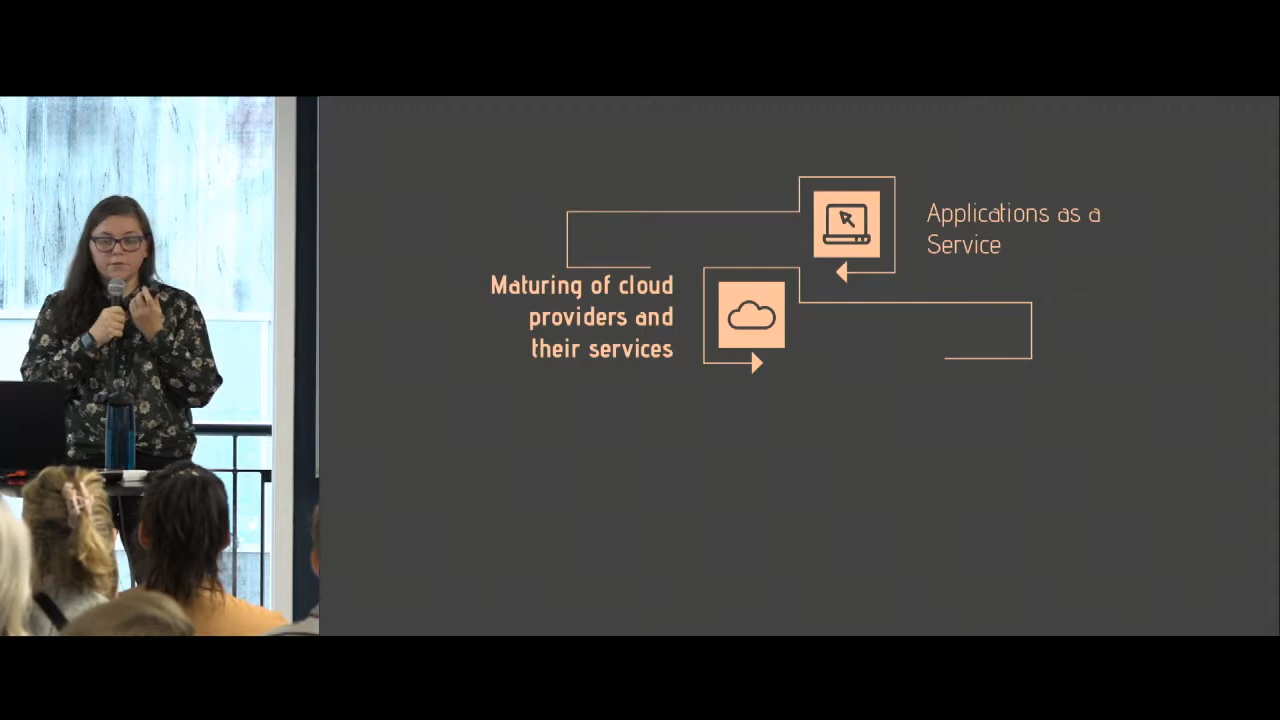 Applications as a
Service
Maturing of cloud
providers and
their services